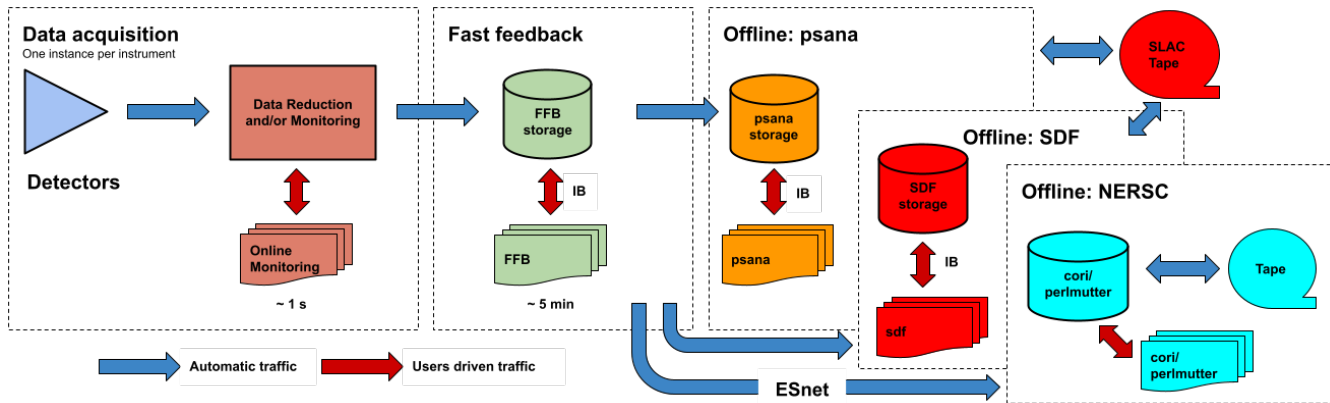 Data acquisition
One instance per instrument
Detectors
Data Reduction
and/or Monitoring
Online
Monitoring
~ 1 s
Fast feedback
FFB
storage
IB
FFB
~ 5 min
Offline: psana
psana
storage
IB
psana
SLAC
Tape
Offline: SDF
SDF
storage
IB
sdf
Offline: NERSC
cori/
perlmutter
Tape
cori/
perlmutter
Automatic traffic
Users driven traffic
ESnet